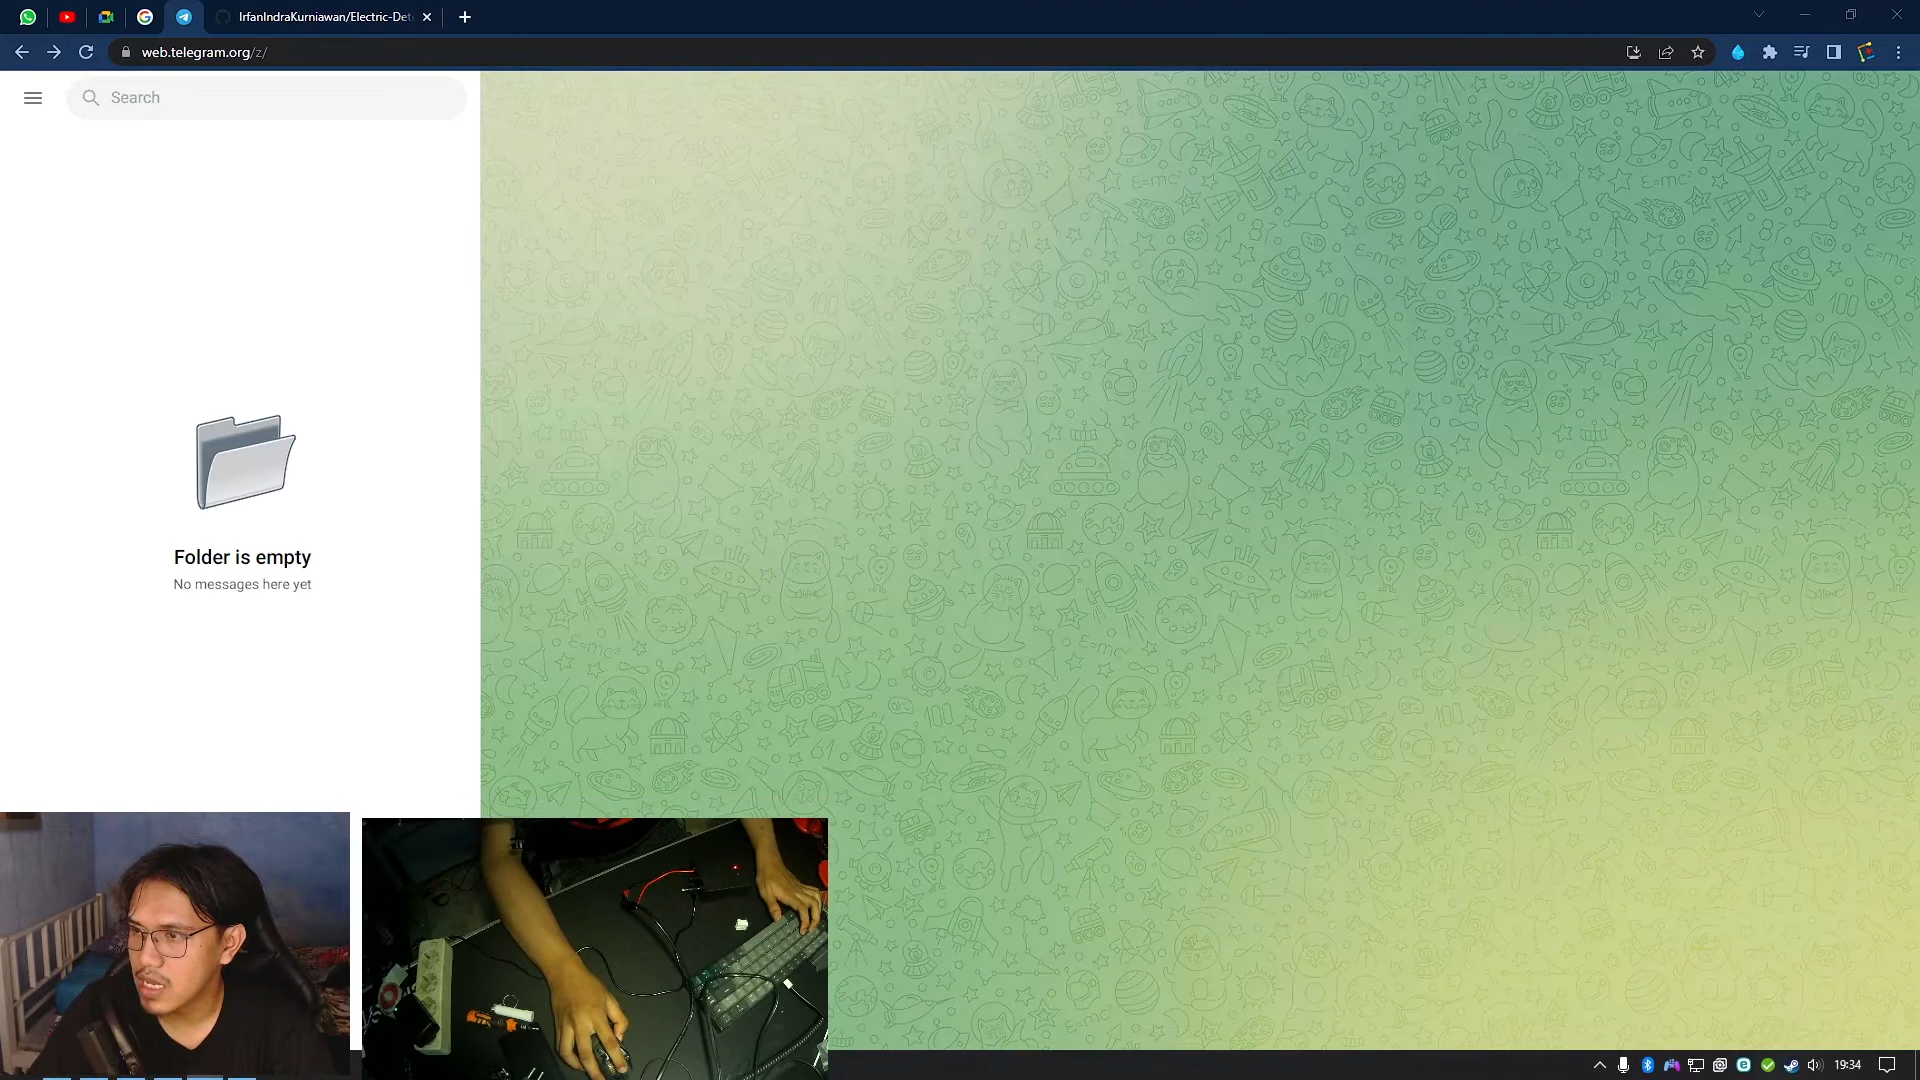 IrfanIndraKurniawan/Electric-Det
web.telegram.org/z/
Search
Folder is empty
No messages here yet
19:34